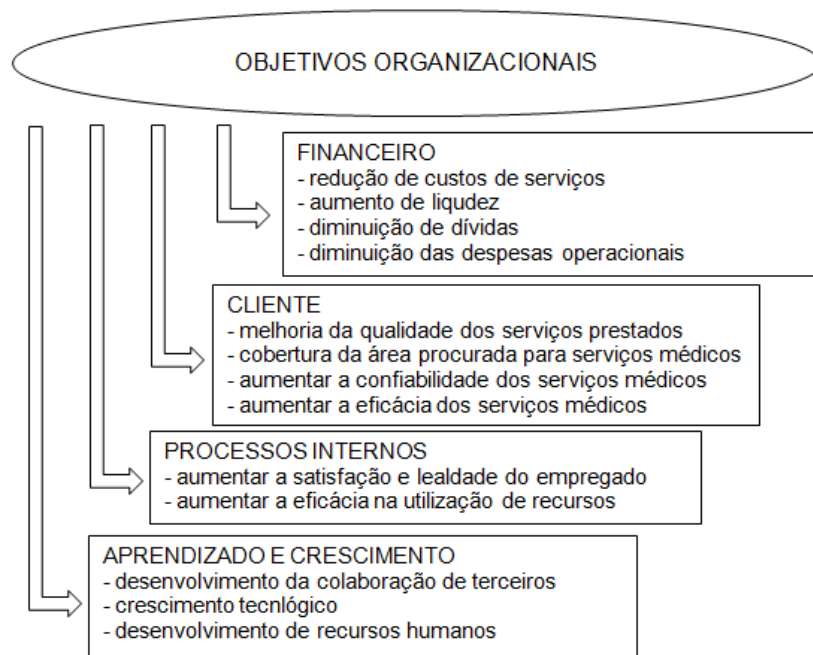 OBJETIVOS ORGANIZACIONAIS
FINANCEIRO
- redução de custos de serviços
- aumento de liqudez
- diminuição de dívidas
- diminuição das despesas operacionais
CLIENTE
- melhoria da qualidade dos serviços prestados
- cobertura da área procurada para serviços médicos
- aumentar a confiabilidade dos serviços médicos
- aumentar a eficácia dos serviços médicos
PROCESSOS INTERNOS
- aumentar a satisfação e lealdade do empregado
- aumentar a eficácia na utilização de recursos
APRENDIZADO E CRESCIMENTO
- desenvolvimento da colaboração de terceiros
- crescimento tecnlógico
- desenvolvimento de recursos humanos